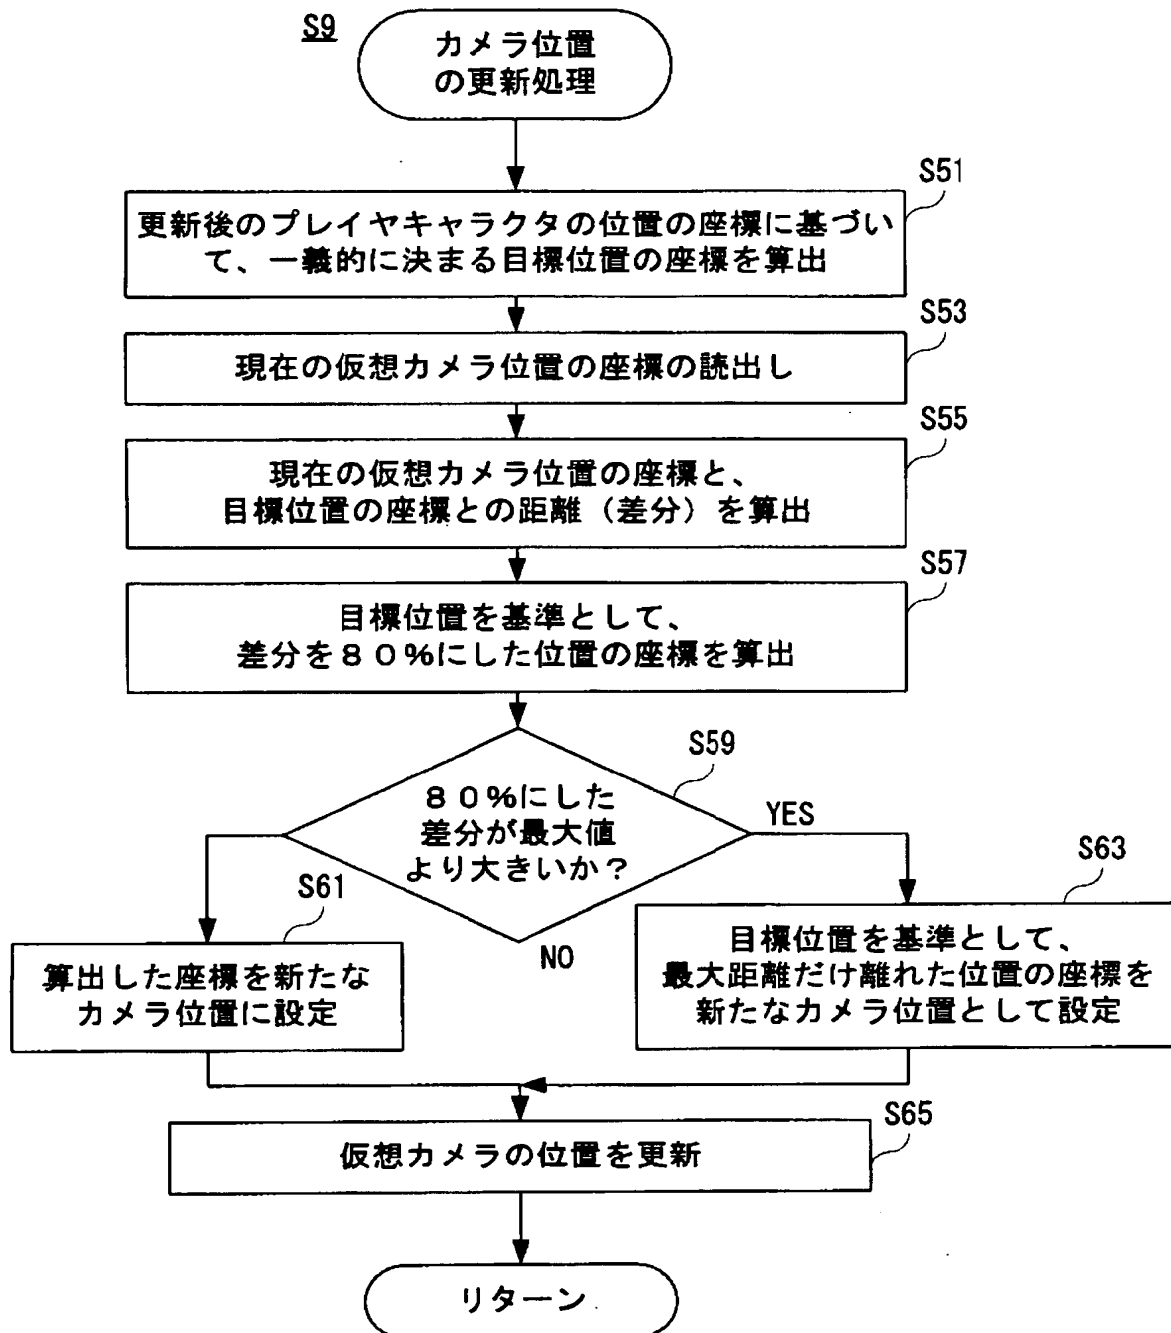 S9
カメラ位置
の更新処理
S51
更新後のプレイヤキャラクタの位置の座標に基づい
て、一義的に決まる目標位置の座標を算出
S53
現在の仮想カメラ位置の座標の読出し
S55
現在の仮想カメラ位置の座標と、
目標位置の座標との距離（差分）を算出
S57
目標位置を基準として、
差分を８０％にした位置の座標を算出
S59
８０％にした
差分が最大値
より大きいか？
YES
NO
S61
算出した座標を新たな
カメラ位置に設定
S63
目標位置を基準として、
最大距離だけ離れた位置の座標を
新たなカメラ位置として設定
S65
仮想カメラの位置を更新
リターン